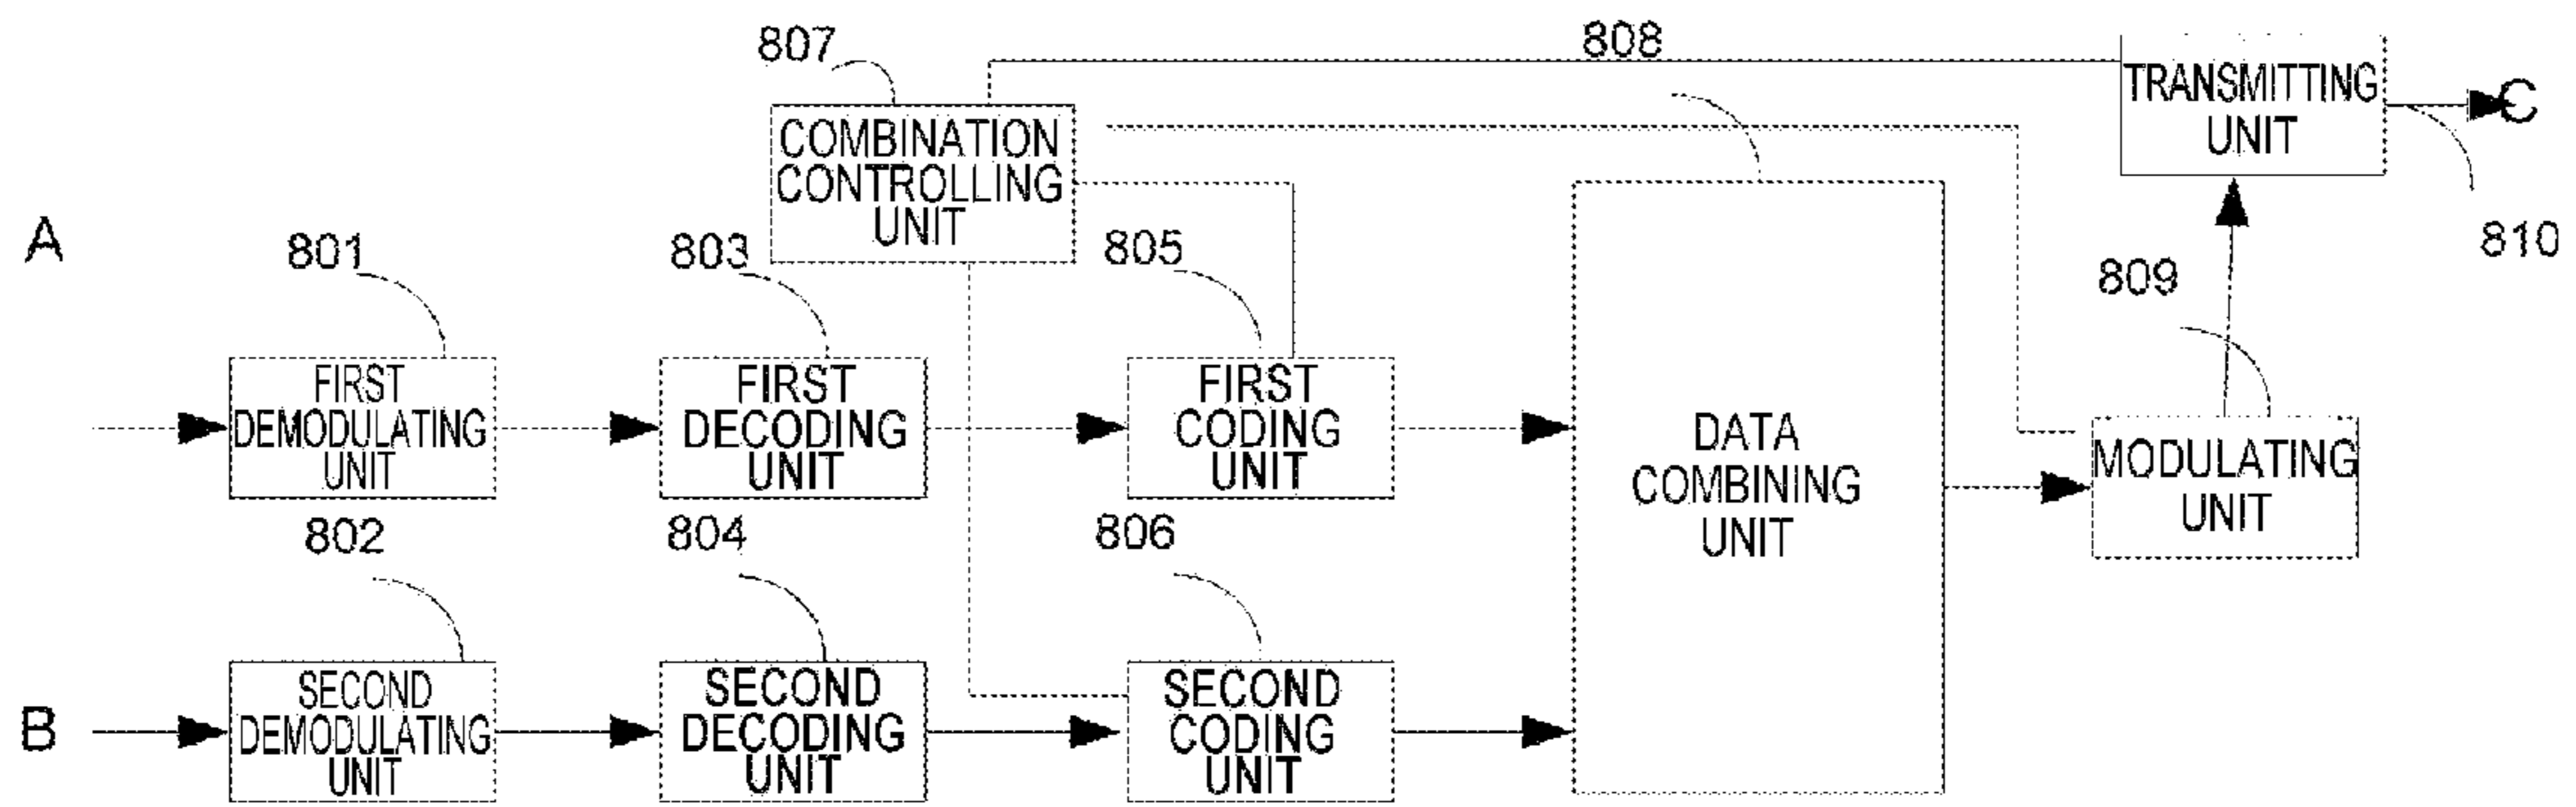 807
808
TRANSMITTING
UNIT
C
COMBINATION
CONTROLLING
UNIT
810
A
801
803
805
809
FIRST
DEMODULATING
UNIT
FIRST
DECODING
UNIT
FIRST
CODING
UNIT
DATA
COMBINING
UNIT
MODULATING
UNIT
802
804
806
B
SECOND
DEMODULATING
UNIT
SECOND
DECODING
UNIT
SECOND
CODING
UNIT